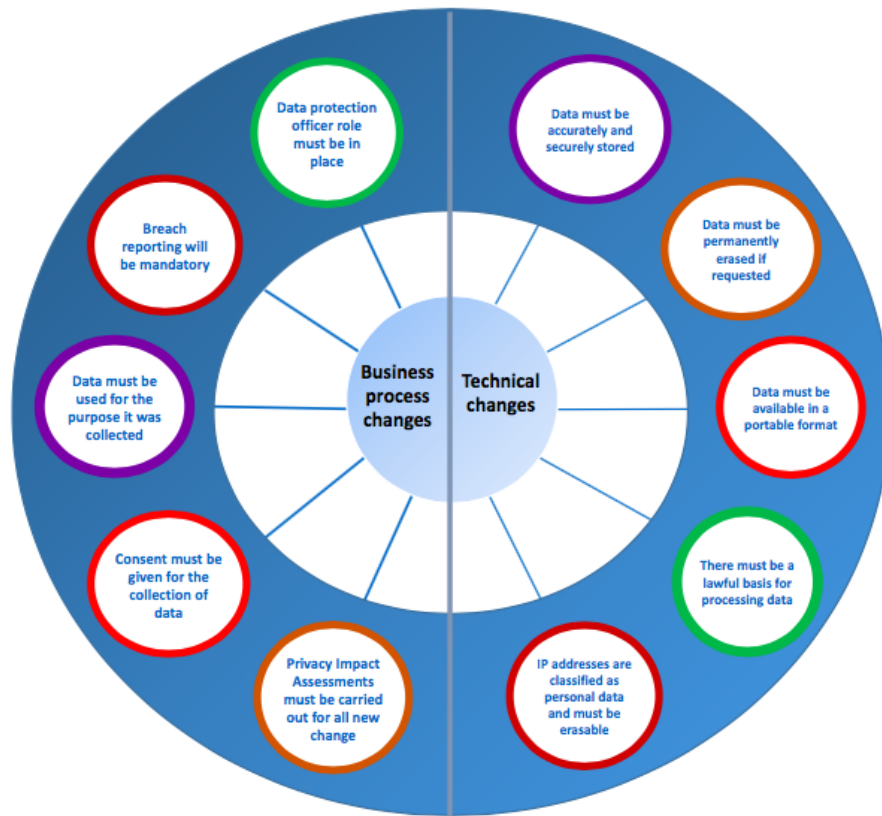 Data protection
officer role
must be in
place
Breach
reporting will
be mandatory
Data must be
used for the
purpose it was
collected
Consent must be
given for the
collection of
data
Privacy Impact
Assessments
must be carried
out for all new
change
Business
process
changes
Technical
changes
Data must be
accurately and
securely stored
Data must be
permanently
erased if
requested
Data must be
available in a
portable format
There must be a
lawful basis for
processing data
IP addresses are
classified as
personal data
and must be
erasable